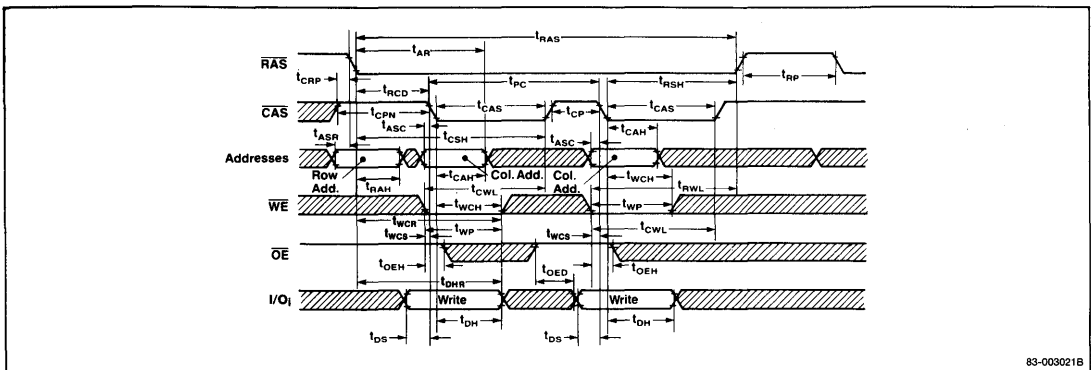 tRAS
tAR
RAS
tCRP
tRCD
tPC
tRSH
tRP
CAS
tCPN
tCAS
tCP
tCAS
tASC
tCSH
tASC
tCAH
tASR
Addresses
Row Add.
tRAH
tCAH
Col. Add.
Col. Add.
tWCH
tRWL
tCWL
WE
tWCH
tWP
tWCR
tWP
tWCS
tWCS
tCWL
OE
tOEH
tOED
tOEH
tDHR
I/Oi
Write
Write
tDH
tDH
tDS
tDS
83-003021B